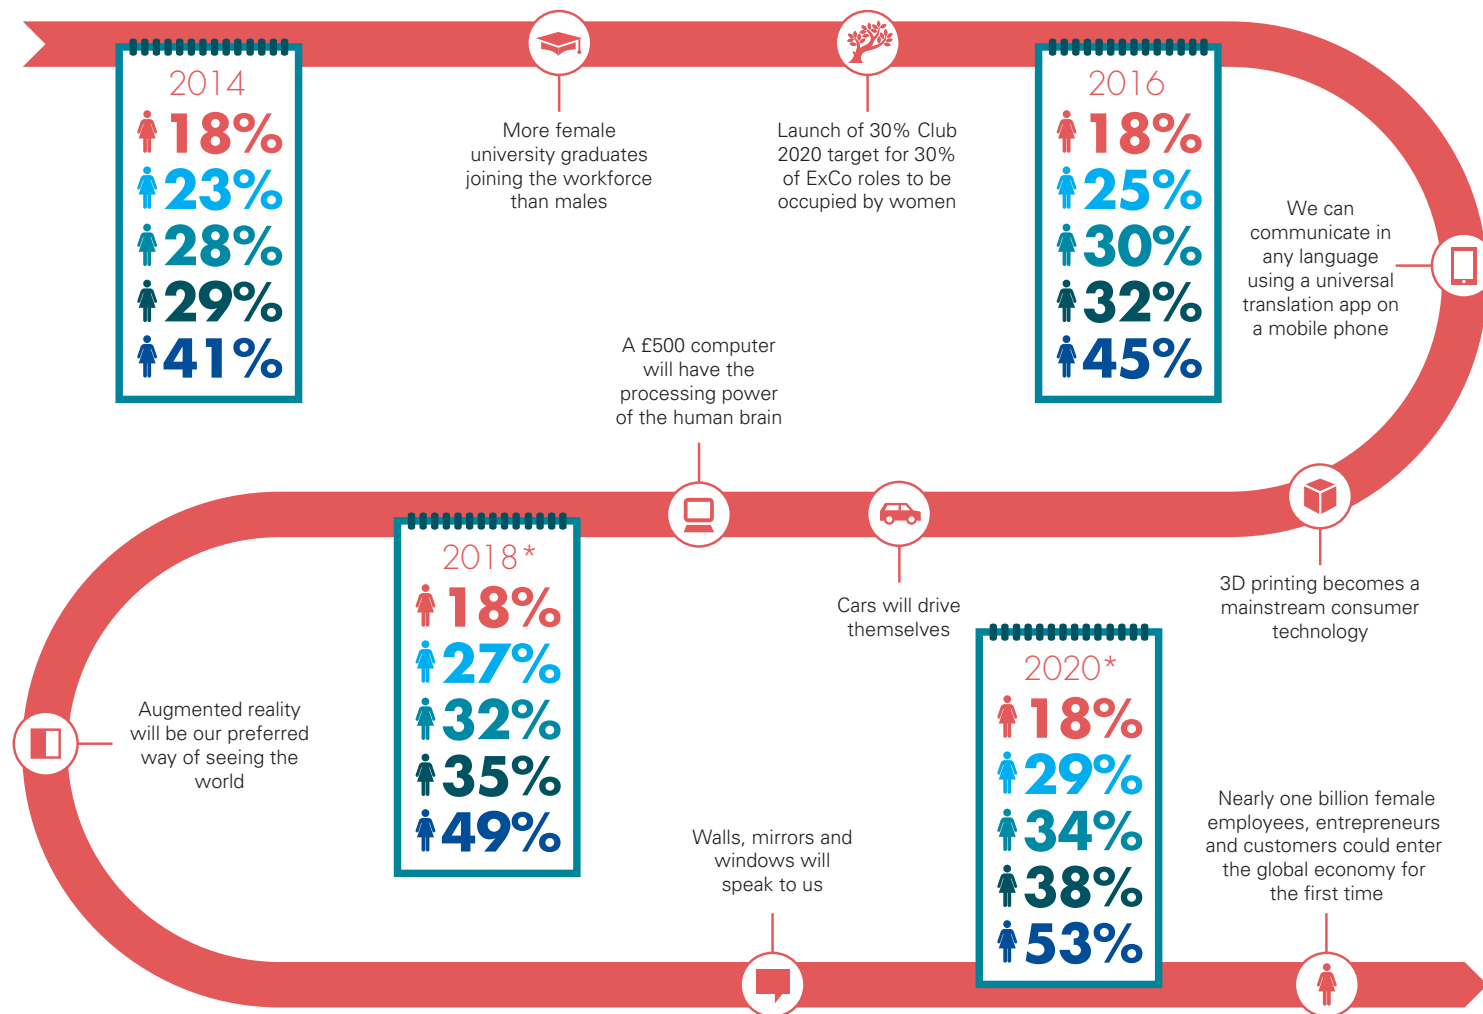 2014
18%
23%
28%
29%
41%
More female
university graduates
joining the workforce
than males
Launch of 30% Club
2020 target for 30%
of ExCo roles to be
occupied by women
2016
18%
25%
30%
32%
45%
We can
communicate in
any language
using a universal
translation app on
a mobile phone
3D printing becomes a
mainstream consumer
technology
Cars will drive
themselves
A £500 computer
will have the
processing power
of the human brain
2018*
18%
27%
32%
35%
49%
Augmented reality
will be our preferred
way of seeing the
world
Walls, mirrors and
windows will
speak to us
2020*
18%
29%
34%
38%
53%
Nearly one billion female
employees, entrepreneurs
and customers could enter
the global economy for
the first time